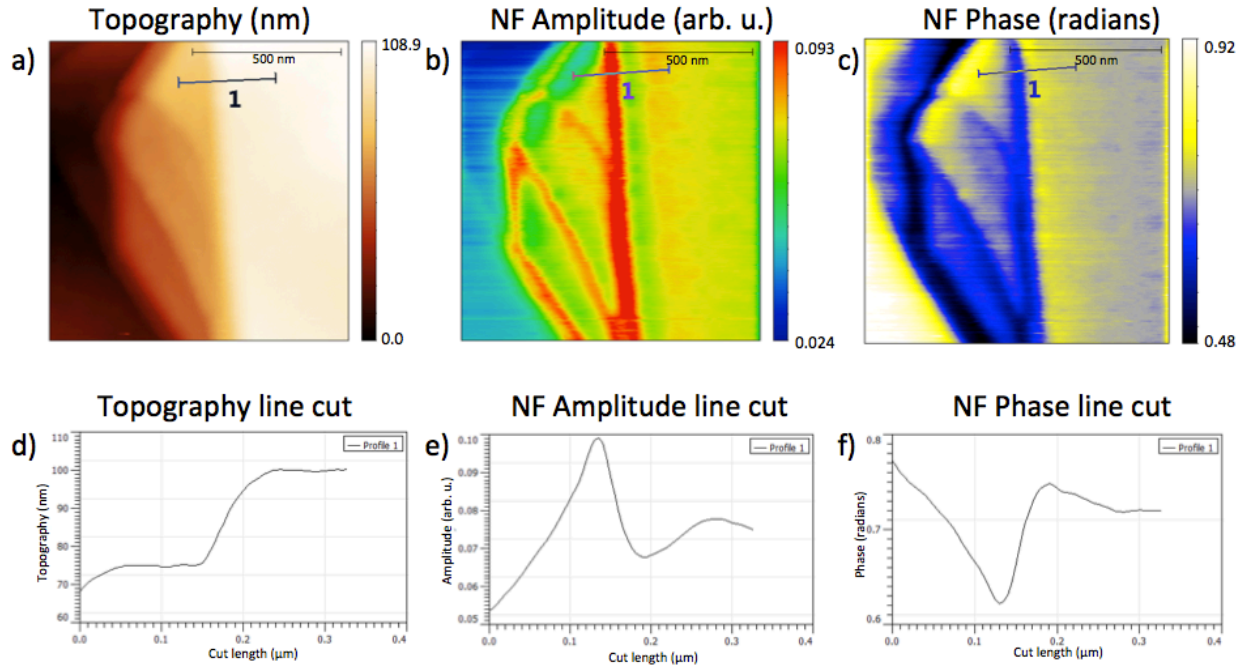 Topography (nm)
NF Amplitude (arb. u.)
NF Phase (radians)
a)
500 nm
1
108.9
0.0
b)
500 nm
1
0.093
0.024
c)
500 nm
1
0.92
0.48
Topography line cut
NF Amplitude line cut
NF Phase line cut
d)
110
100
90
80
70
60
Topography (nm)
Profile 1
0.0 0.1 0.2 0.3 0.4
Cut length (μm)
e)
0.10
0.09
0.08
0.07
0.06
0.05
Amplitude (arb. u.)
Profile 1
0.0 0.1 0.2 0.3 0.4
Cut length (μm)
f)
0.8
0.7
0.6
Phase (radians)
Profile 1
0.0 0.1 0.2 0.3 0.4
Cut length (μm)